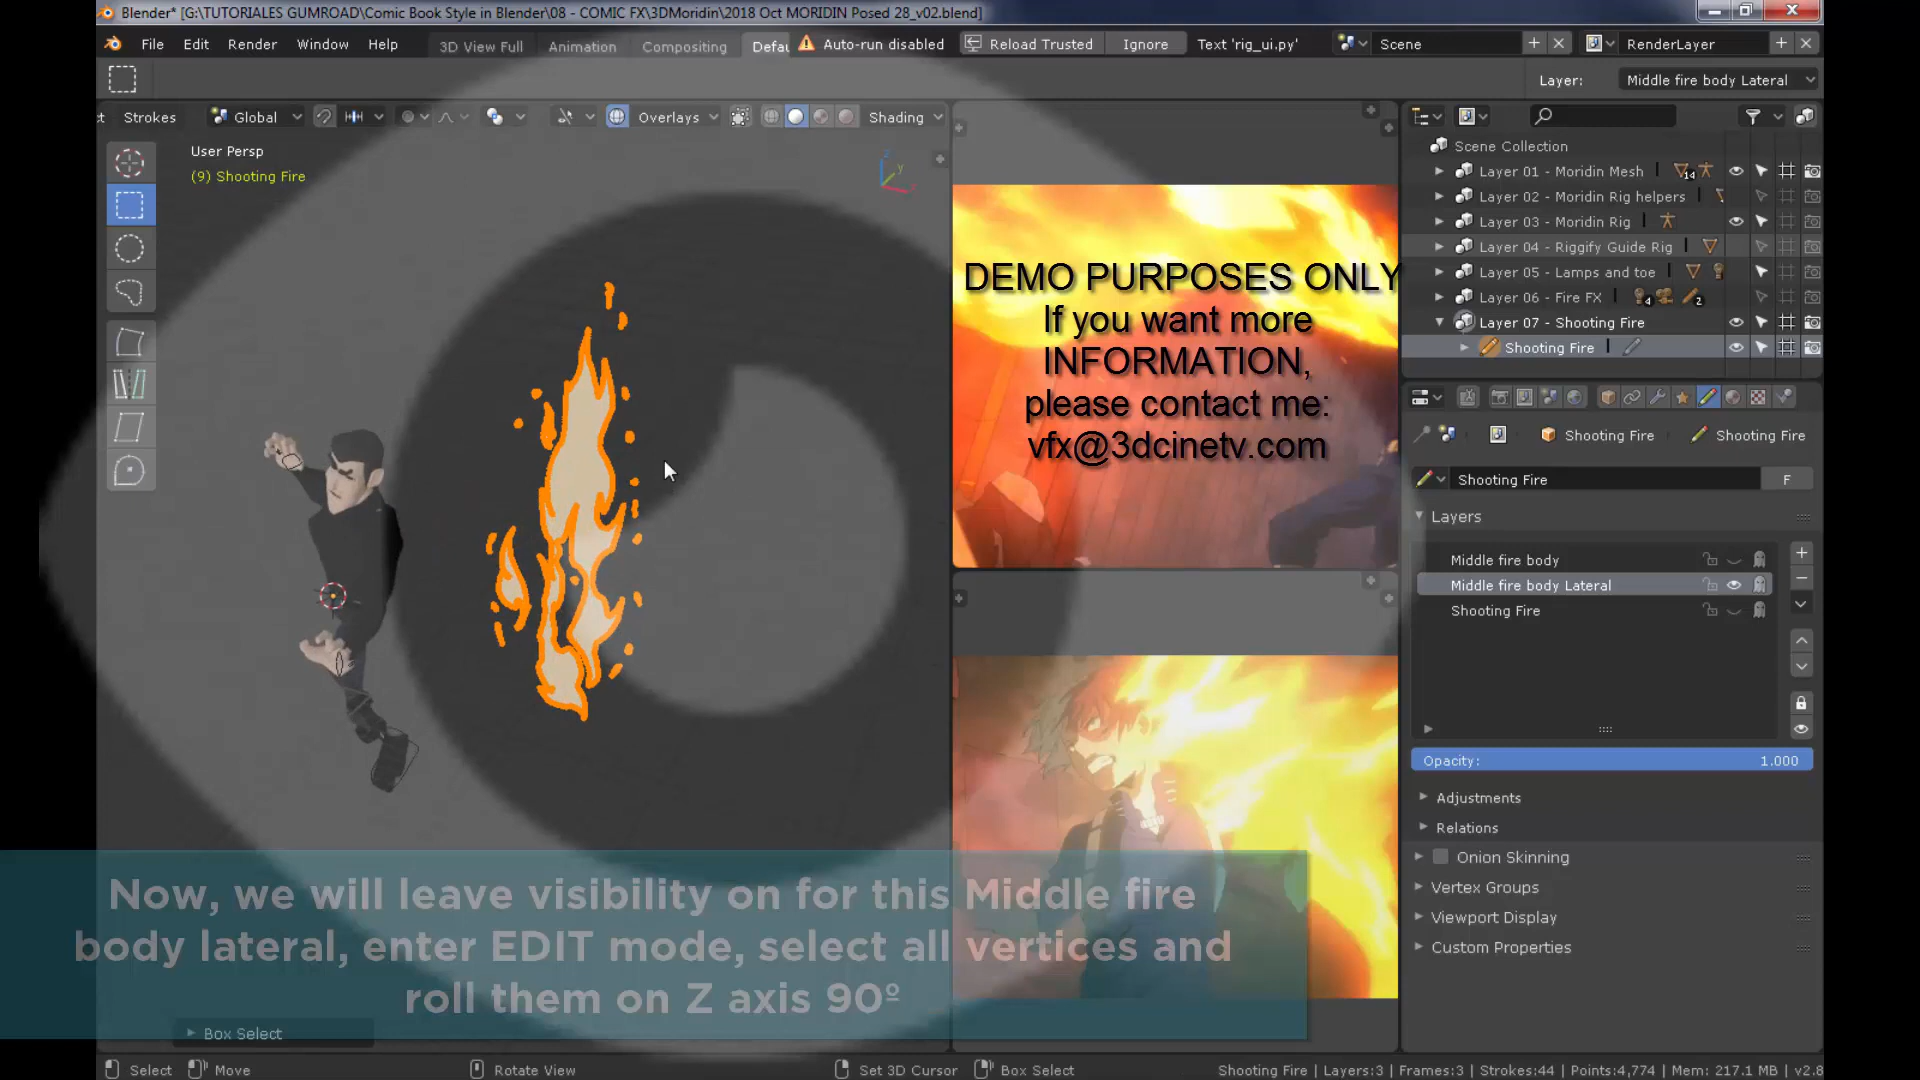 Blender* [G:\TUTORIALES GUMROAD\Comic Book Style in Blender\08 - COMIC FX\3DMoridin\2018 Oct MORIDIN Posed 28_v02.blend]
File Edit Render Window Help 3D View Full Animation Compositing Defau Auto-run disabled Reload Trusted Ignore Text 'rig_ui.py' Scene RenderLayer
Layer: Middle fire body Lateral
ct Strokes Global Overlays Shading
User Persp
(9) Shooting Fire
z
y
x
Scene Collection
Layer 01 - Moridin Mesh 14
Layer 02 - Moridin Rig helpers
Layer 03 - Moridin Rig
Layer 04 - Riggify Guide Rig
Layer 05 - Lamps and toe
Layer 06 - Fire FX 4 2
Layer 07 - Shooting Fire
Shooting Fire
DEMO PURPOSES ONLY
If you want more
INFORMATION,
please contact me:
vfx@3dcinetv.com
Shooting Fire Shooting Fire
Shooting Fire F
Layers
Middle fire body
Middle fire body Lateral
Shooting Fire
Opacity: 1.000
Adjustments
Relations
Onion Skinning
Vertex Groups
Viewport Display
Custom Properties
Now, we will leave visibility on for this Middle fire
body lateral, enter EDIT mode, select all vertices and
roll them on Z axis 90º
Box Select
Select Move Rotate View Set 3D Cursor Box Select Shooting Fire | Layers:3 | Frames:3 | Strokes:44 | Points:4,774 | Mem: 217.1 MB | v2.8